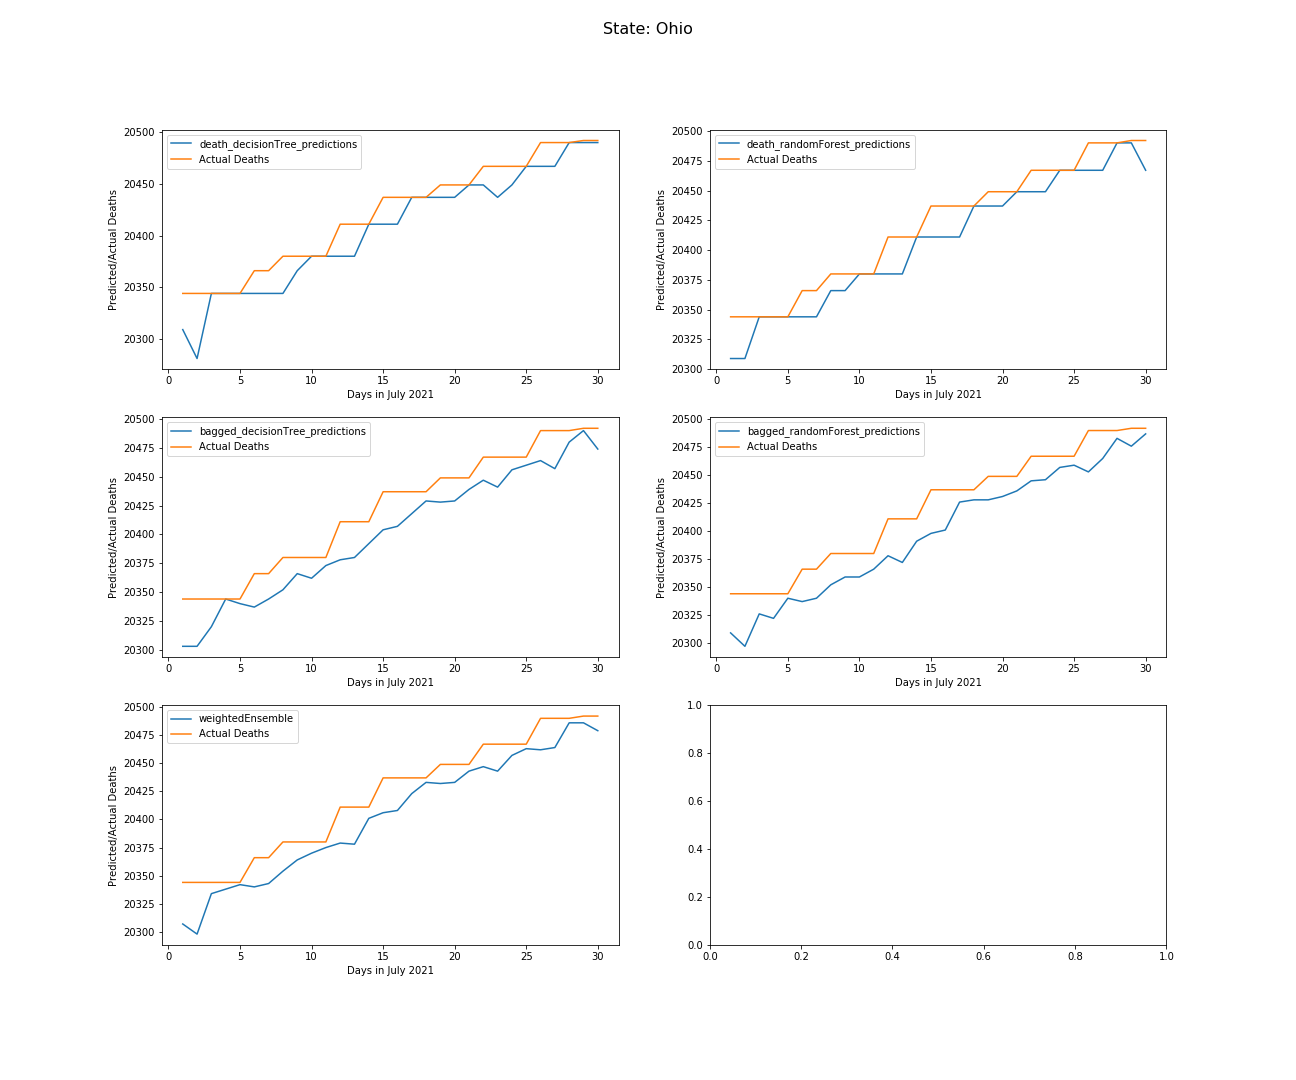 State: Ohio
death_decisionTree_predictions
Actual Deaths
Predicted/Actual Deaths
20500
20450
20400
20350
20300
0 5 10 15 20 25 30
Days in July 2021
death_randomForest_predictions
Actual Deaths
Predicted/Actual Deaths
20500
20475
20450
20425
20400
20375
20350
20325
20300
0 5 10 15 20 25 30
Days in July 2021
bagged_decisionTree_predictions
Actual Deaths
Predicted/Actual Deaths
20500
20475
20450
20425
20400
20375
20350
20325
20300
0 5 10 15 20 25 30
Days in July 2021
bagged_randomForest_predictions
Actual Deaths
Predicted/Actual Deaths
20500
20475
20450
20425
20400
20375
20350
20325
20300
0 5 10 15 20 25 30
Days in July 2021
weightedEnsemble
Actual Deaths
Predicted/Actual Deaths
20500
20475
20450
20425
20400
20375
20350
20325
20300
0 5 10 15 20 25 30
Days in July 2021
1.0
0.8
0.6
0.4
0.2
0.0
0.0 0.2 0.4 0.6 0.8 1.0